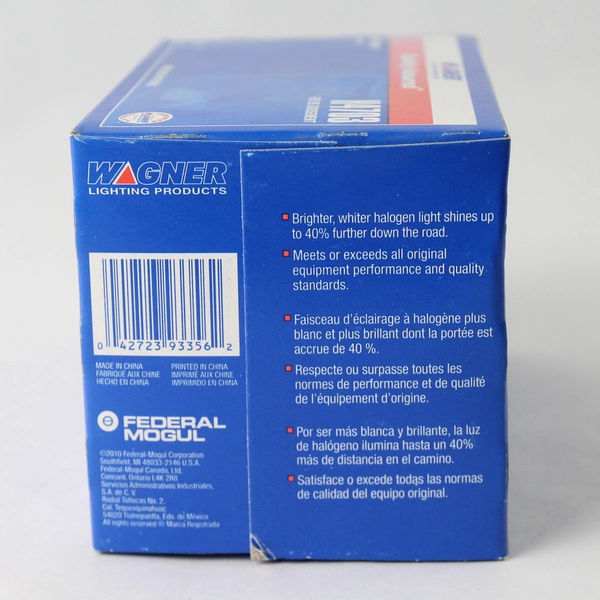 WAGNER®
LIGHTING PRODUCTS
0 42723 93356 2
MADE IN CHINA
FABRIQUÉ AUX CHINE
HECHO EN CHINA
PRINTED IN CHINA
IMPRIMÉ AUX CHINE
IMPRIMIDO EN CHINA
FEDERAL
MOGUL
©2010 Federal-Mogul Corporation
Southfield, MI 48033-2146 U.S.A.
Federal-Mogul Canada, Ltd.
Concord, Ontario L4K 2R8
Servicios Administrativos Industriales,
S.A. de C.V.
Radial Toltecas No. 2,
Col. Tequexquinahuac
54020 Tlalnepantla, Edo. de México
All rights reserved ® Marca Registrada
Brighter, whiter halogen light shines up
to 40% further down the road.
Meets or exceeds all original
equipment performance and quality
standards.
Faisceau d'éclairage à halogène plus
blanc et plus brillant dont la portée est
accrue de 40 %.
Respecte ou surpasse toutes les
normes de performance et de qualité
de l'équipement d'origine.
Por ser más blanca y brillante, la luz
de halógeno ilumina hasta un 40%
más de distancia en el camino.
Satisface o excede todas las normas
de calidad del equipo original.